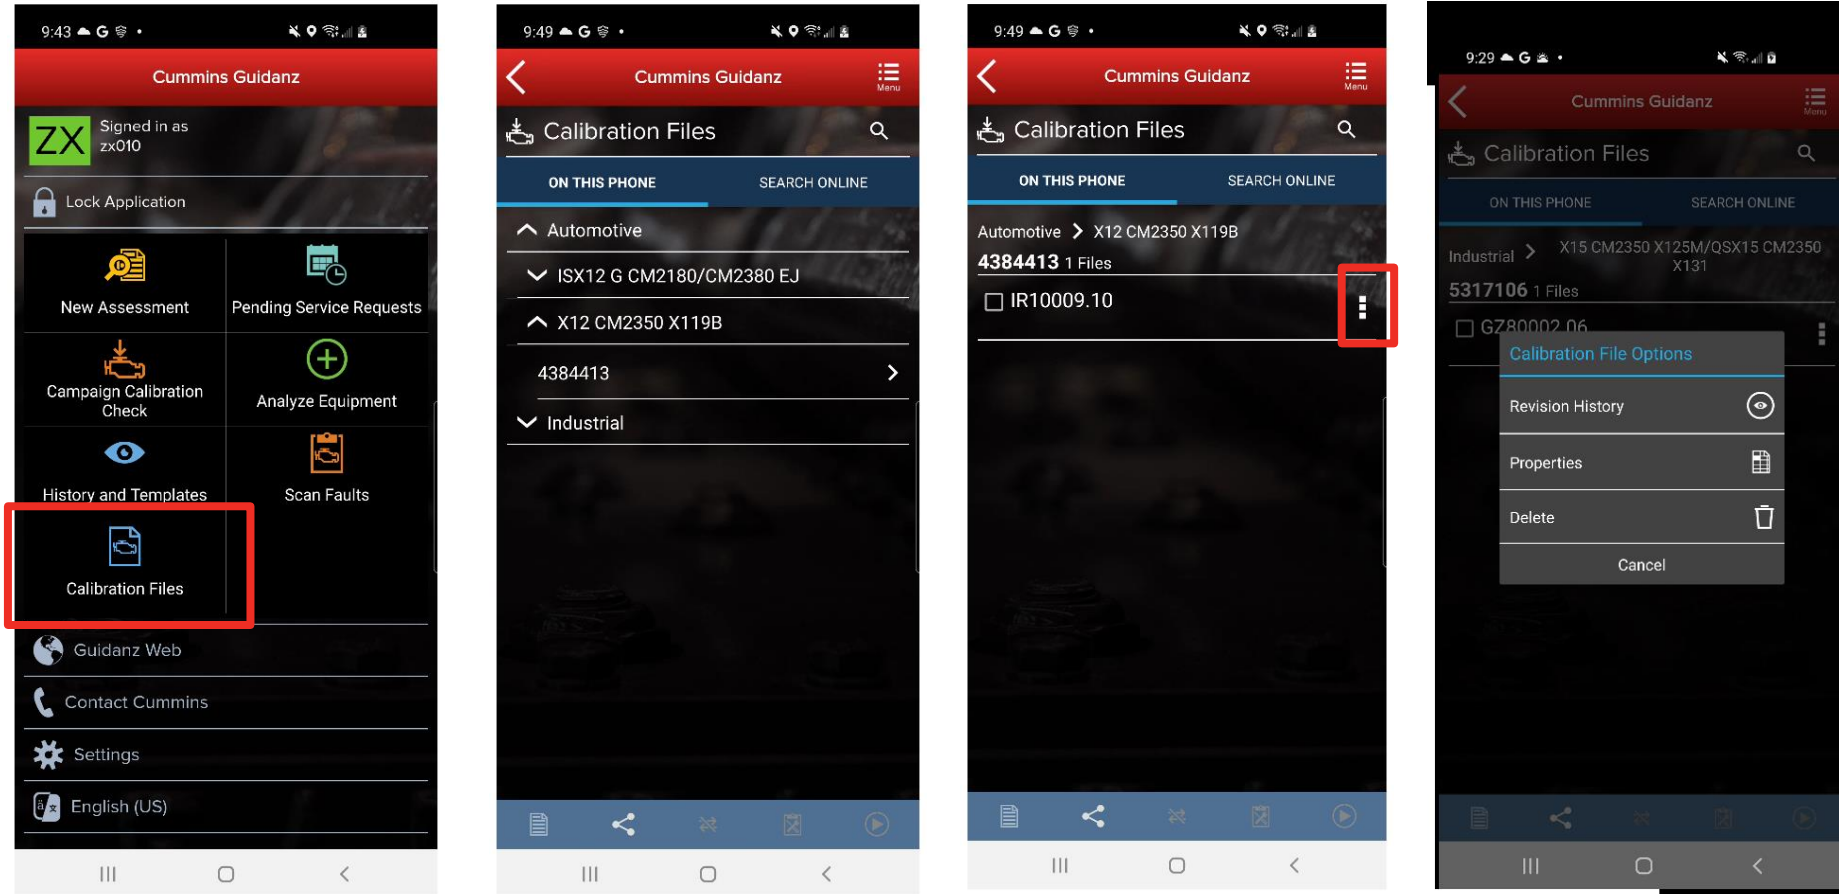 9:43
G
Cummins Guidanz
ZX
Signed in as
zx010
Lock Application
New Assessment
Pending Service Requests
Campaign Calibration
Check
Analyze Equipment
History and Templates
Scan Faults
Calibration Files
Guidanz Web
Contact Cummins
Settings
English (US)
9:49
G
Cummins Guidanz
Menu
Calibration Files
ON THIS PHONE
SEARCH ONLINE
Automotive
ISX12 G CM2180/CM2380 EJ
X12 CM2350 X119B
4384413
Industrial
9:49
G
Cummins Guidanz
Menu
Calibration Files
ON THIS PHONE
SEARCH ONLINE
Automotive > X12 CM2350 X119B
4384413 1 Files
IR10009.10
9:29
G
Cummins Guidanz
Menu
Calibration Files
ON THIS PHONE
SEARCH ONLINE
Industrial > X15 CM2350 X125M/QSX15 CM2350
X131
5317106 1 Files
GZ80002.06
Calibration File Options
Revision History
Properties
Delete
Cancel